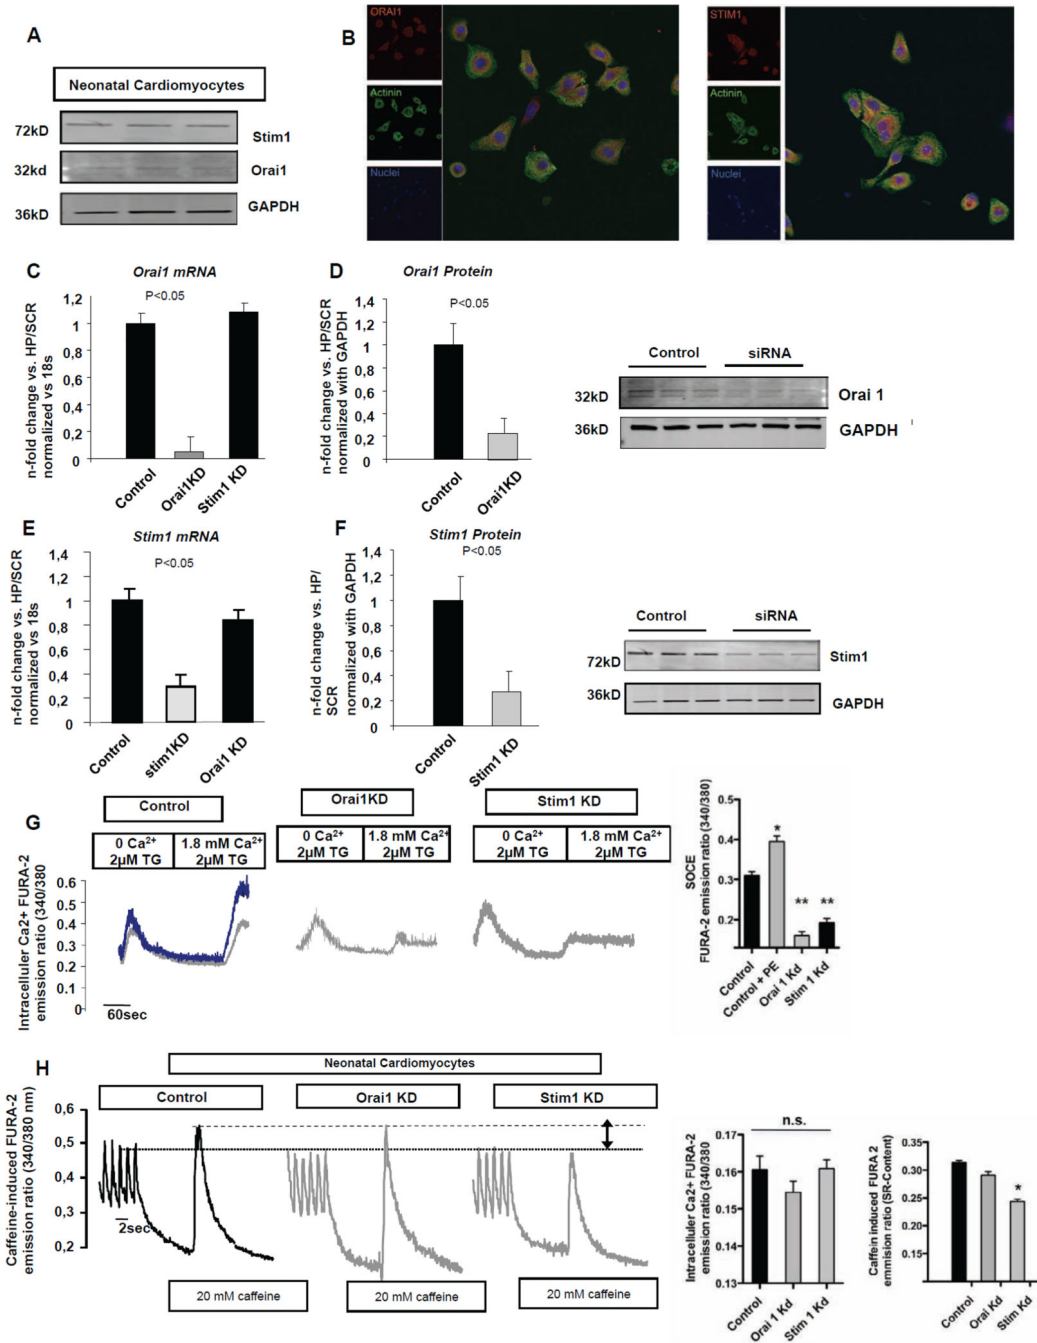 A
Neonatal Cardiomyocytes
72kD
Stim1
32kd
Orai1
36kD
GAPDH
B
ORAI1
Actinin
Nuclei
STIM1
Actinin
Nuclei
C
Orai1 mRNA
P<0.05
n-fold change vs. HP/SCR
normalized vs 18s
1,2
1
0,8
0,6
0,4
0,2
0
Control
Orai1KD
Stim1 KD
D
Orai1 Protein
P<0.05
n-fold change vs. HP/SCR
normalized with GAPDH
1,4
1,2
1
0,8
0,6
0,4
0,2
0
Control
Orai1KD
Control
siRNA
32kD
Orai 1
36kD
GAPDH
E
Stim1 mRNA
P<0.05
n-fold change vs. HP/SCR
normalized vs 18s
1,4
1,2
1
0,8
0,6
0,4
0,2
0
Control
stim1KD
Orai1 KD
F
Stim1 Protein
P<0.05
n-fold change vs. HP/
SCR
normalized with GAPDH
1,4
1,2
1
0,8
0,6
0,4
0,2
0
Control
Stim1 KD
Control
siRNA
72kD
Stim1
36kD
GAPDH
G
Control
0 Ca2+
2µM TG
1.8 mM Ca2+
2µM TG
Orai1KD
0 Ca2+
2µM TG
1.8 mM Ca2+
2µM TG
Stim1 KD
0 Ca2+
2µM TG
1.8 mM Ca2+
2µM TG
Intracelluler Ca2+ FURA-2
emission ratio (340/380)
0.6
0.5
0.4
0.3
0.2
0.1
0
60sec
SOCE
FURA-2 emission ratio (340/380)
0.5
0.4
0.3
0.2
*
**
**
Control
Control + PE
Orai 1 Kd
Stim 1 Kd
H
Neonatal Cardiomyocytes
Control
Orai1 KD
Stim1 KD
Caffeine-induced FURA-2
emission ratio (340/380 nm)
0,6
0,5
0,4
0,3
0,2
2sec
20 mM caffeine
20 mM caffeine
20 mM caffeine
Intracelluler Ca2+ FURA-2
emission ratio (340/380
0.17
0.16
0.15
0.14
0.13
n.s.
Control
Orai 1 Kd
Stim 1 Kd
Caffein induced FURA 2
emmision ratio (SR-Content)
0.35
0.30
0.25
0.20
0.15
*
Control
Orai Kd
Stim Kd